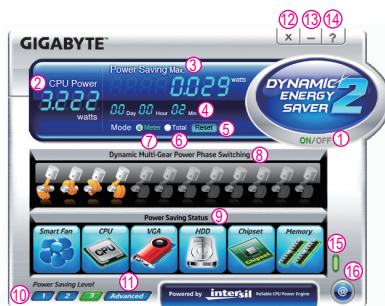 12 13 14
X – ?
GIGABYTE™
3
Power Saving Max.
2 CPU Power
0.029 watts
3.222
watts
00 Day 00 Hour 02 Min 4
Mode Meter Total Reset 5
7 6
DYNAMIC
ENERGY
SAVER 2
ON/OFF 1
Dynamic Multi-Gear Power Phase Switching 8
Power Saving Status 9
Smart Fan CPU VGA HDD Chipset Memory
CPU
Chipset
15
10 Power Saving Level 11
1 2 3 Advanced
Powered by intersil Reliable CPU Power Engine
16
@